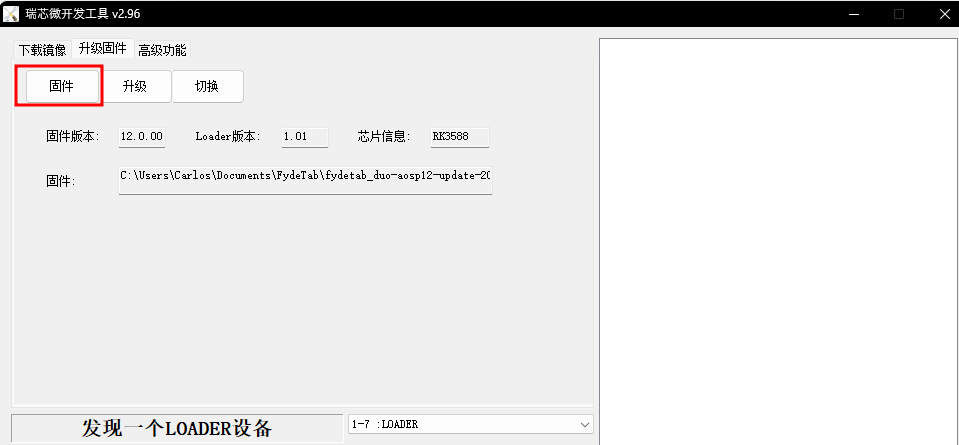 瑞芯微开发工具 v2.96
下载镜像 升级固件 高级功能
固件 升级 切换
固件版本: 12.0.00 Loader版本: 1.01 芯片信息: RK3588
固件: C:\Users\Carlos\Documents\FydeTab\fydetab_duo-aosp12-update-20
发现一个LOADER设备 1-7 :LOADER